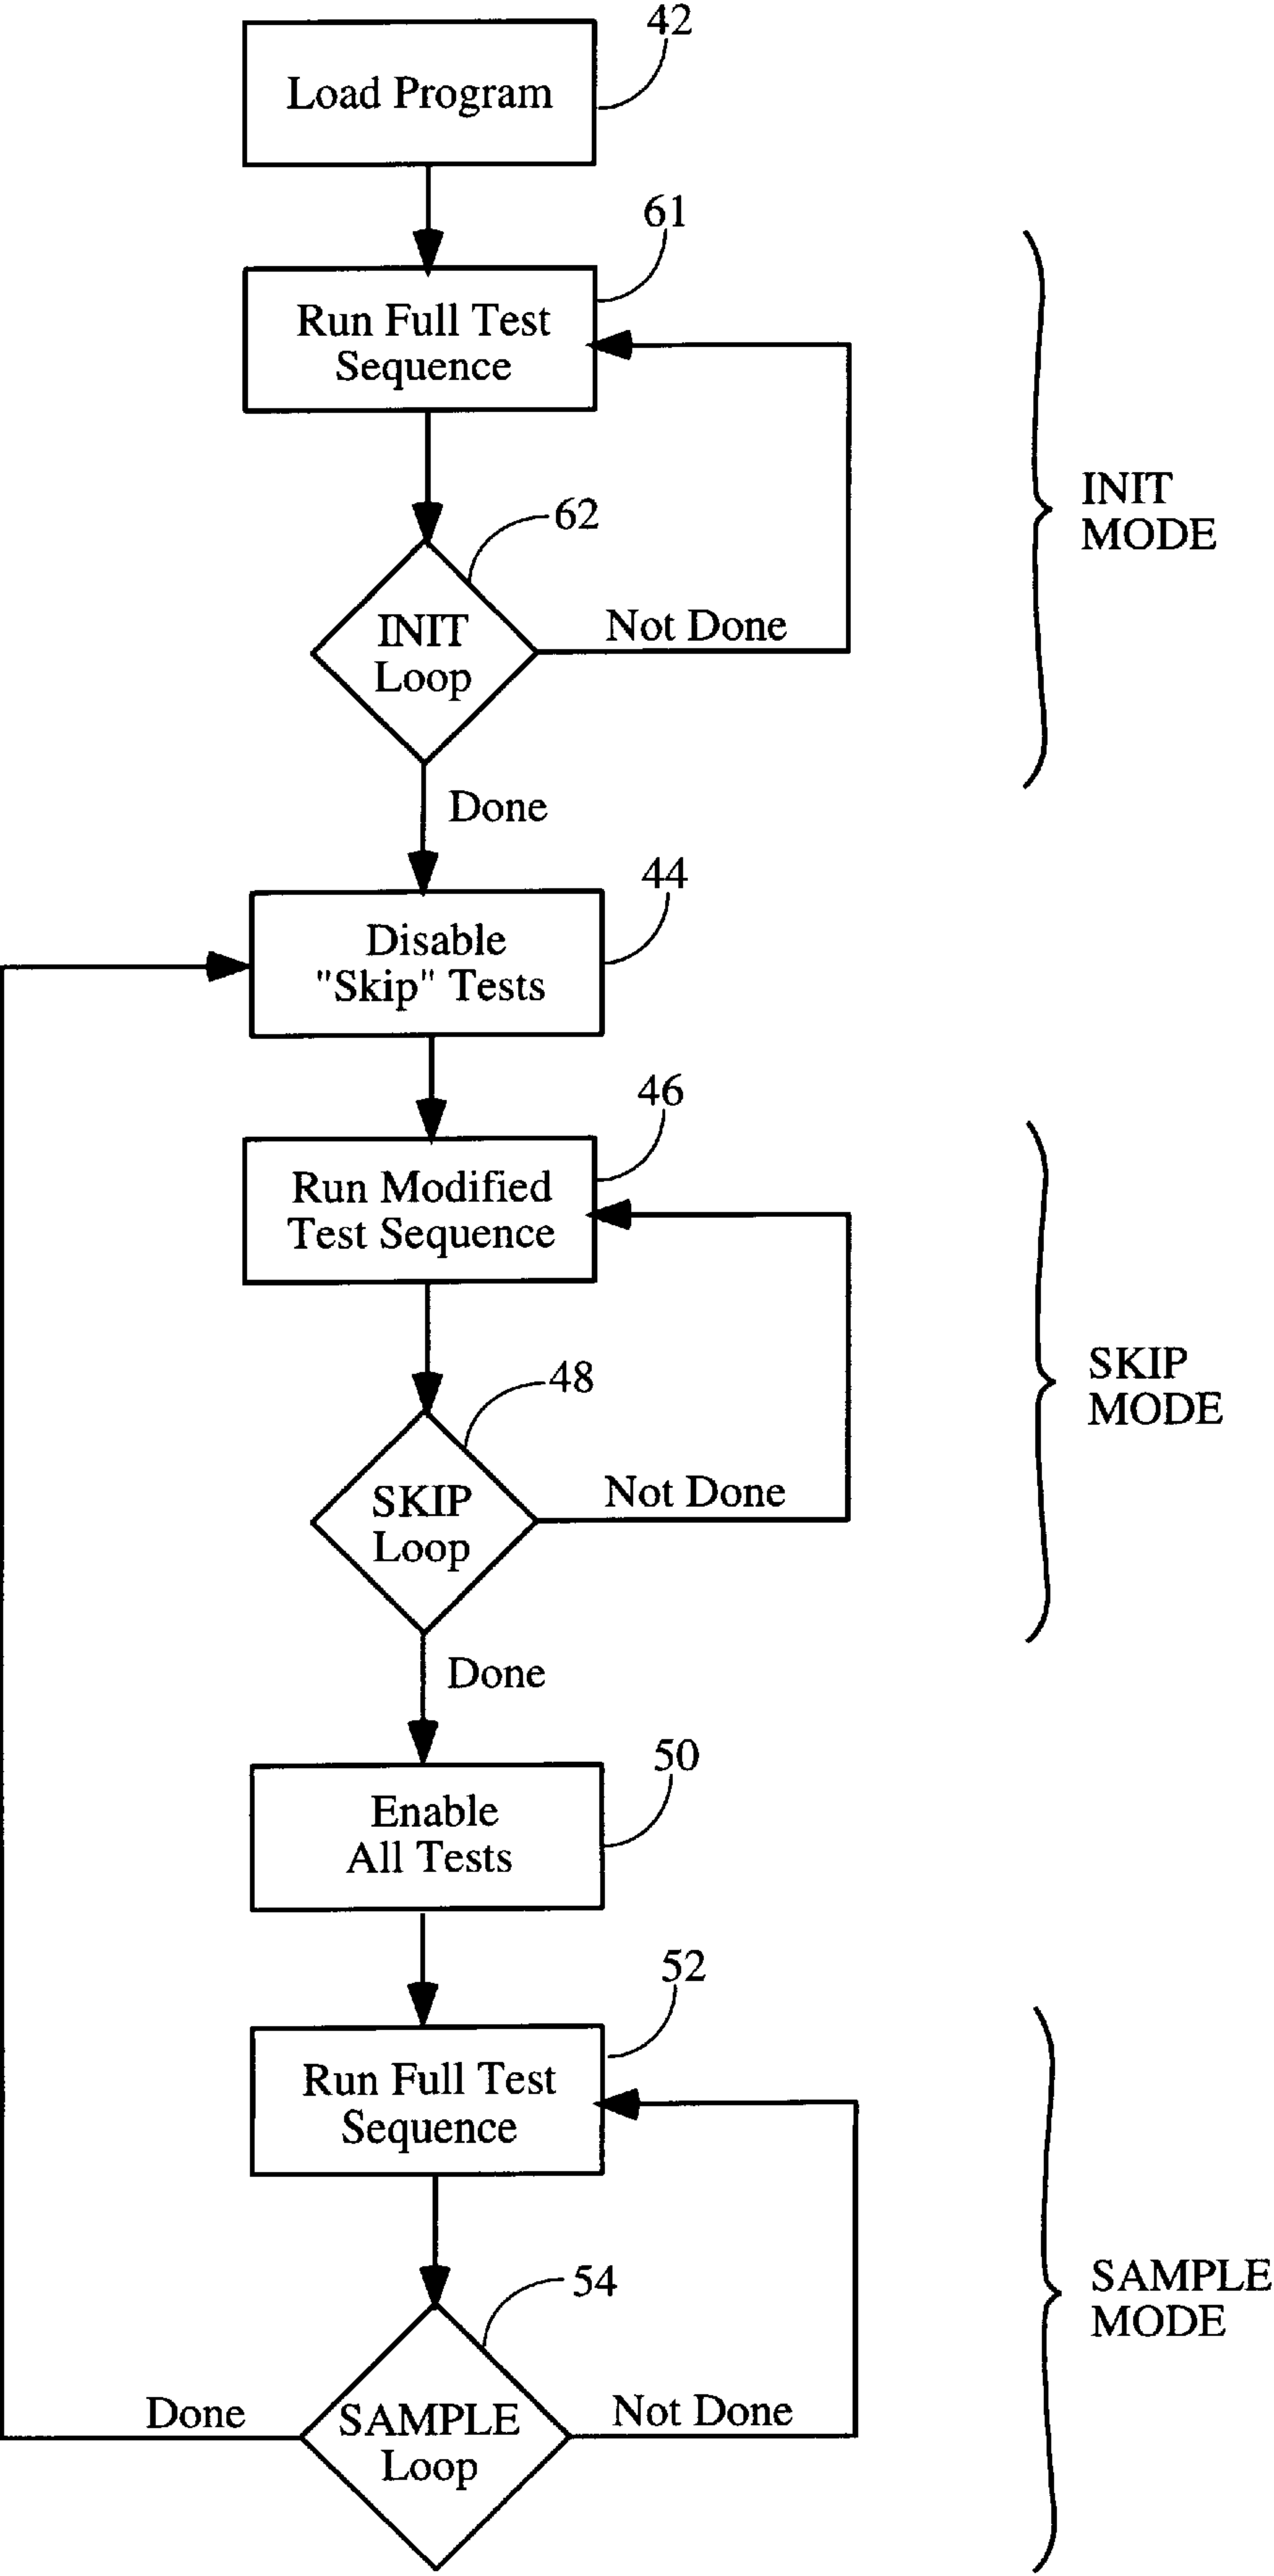 42
Load Program
61
Run Full Test
Sequence
62
INIT
Loop
Not Done
INIT
MODE
Done
44
Disable
"Skip" Tests
46
Run Modified
Test Sequence
48
SKIP
Loop
Not Done
SKIP
MODE
Done
50
Enable
All Tests
52
Run Full Test
Sequence
54
SAMPLE
Loop
Done
Not Done
SAMPLE
MODE